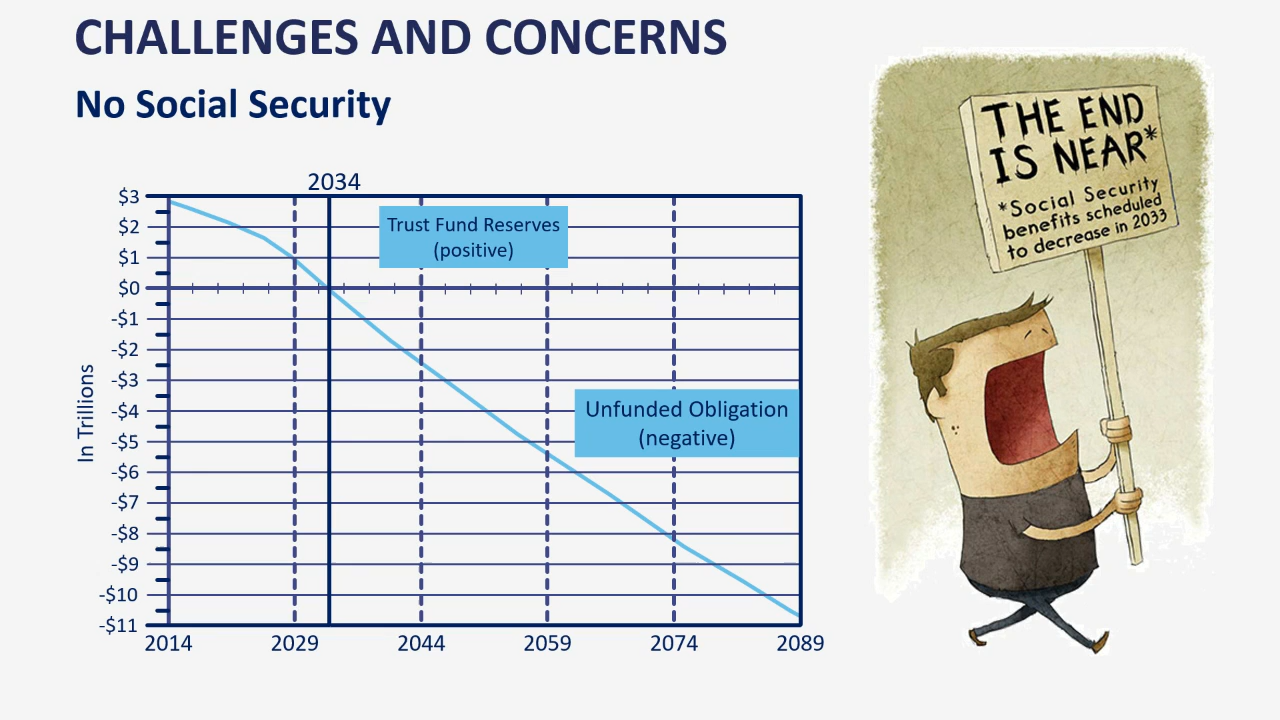 CHALLENGES AND CONCERNS
No Social Security
2034
In Trillions
$3
$2
$1
$0
-$1
-$2
-$3
-$4
-$5
-$6
-$7
-$8
-$9
-$10
-$11
Trust Fund Reserves
(positive)
Unfunded Obligation
(negative)
2014 2029 2044 2059 2074 2089
THE END
IS NEAR*
*Social Security
benefits scheduled
to decrease in 2033